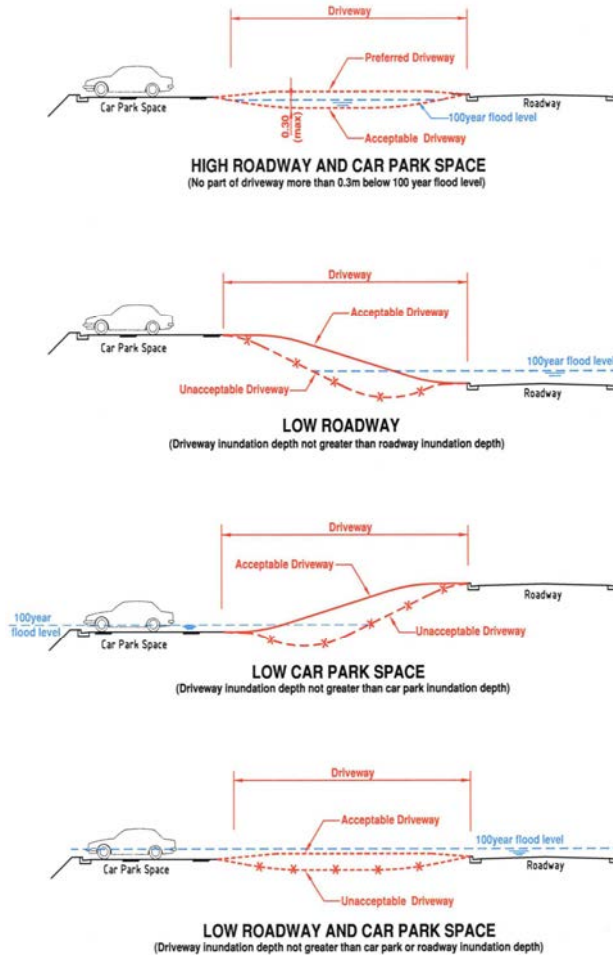 Driveway
Preferred Driveway
Car Park Space
0.30
(max)
Roadway
100year flood level
Acceptable Driveway
HIGH ROADWAY AND CAR PARK SPACE
(No part of driveway more than 0.3m below 100 year flood level)
Driveway
Acceptable Driveway
Car Park Space
100year flood level
Unacceptable Driveway
Roadway
LOW ROADWAY
(Driveway inundation depth not greater than roadway inundation depth)
Driveway
Acceptable Driveway
Roadway
100year
flood level
Unacceptable Driveway
Car Park Space
LOW CAR PARK SPACE
(Driveway inundation depth not greater than car park inundation depth)
Driveway
Acceptable Driveway
100year flood level
Car Park Space
Roadway
Unacceptable Driveway
LOW ROADWAY AND CAR PARK SPACE
(Driveway inundation depth not greater than car park or roadway inundation depth)